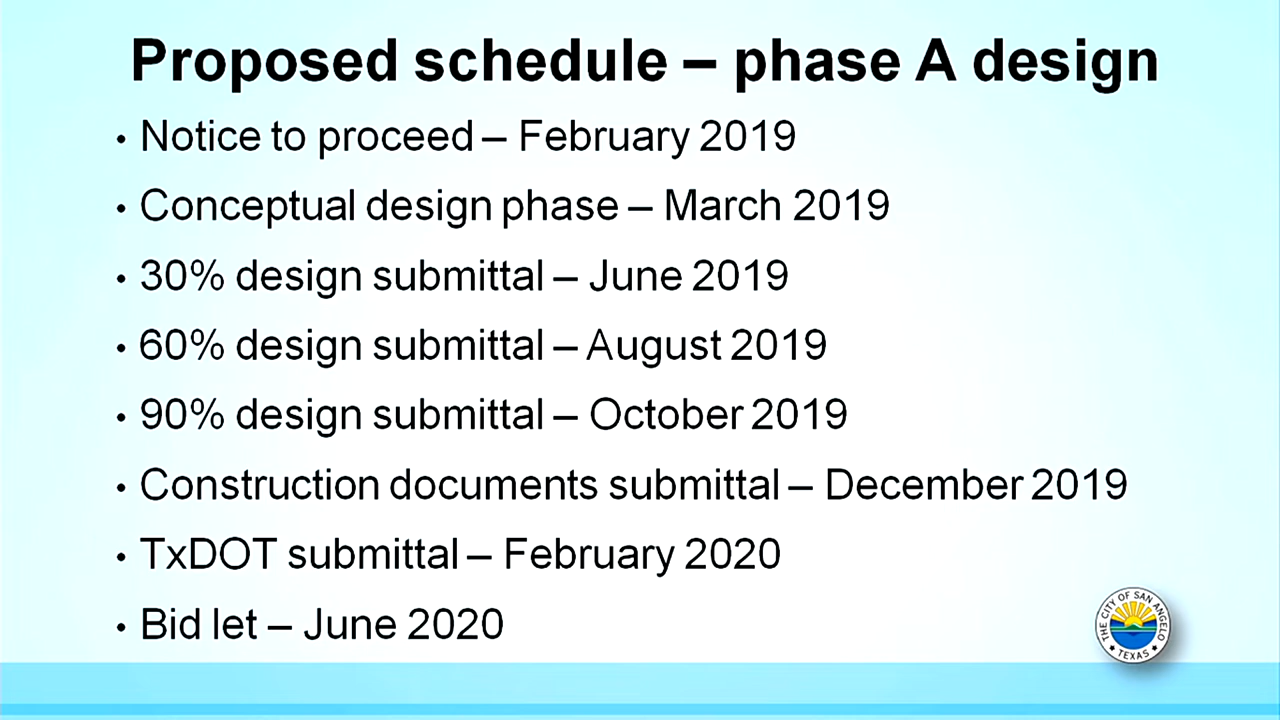 Proposed schedule – phase A design
• Notice to proceed – February 2019
• Conceptual design phase – March 2019
• 30% design submittal – June 2019
• 60% design submittal – August 2019
• 90% design submittal – October 2019
• Construction documents submittal – December 2019
• TxDOT submittal – February 2020
• Bid let – June 2020
THE CITY OF SAN ANGELO
TEXAS